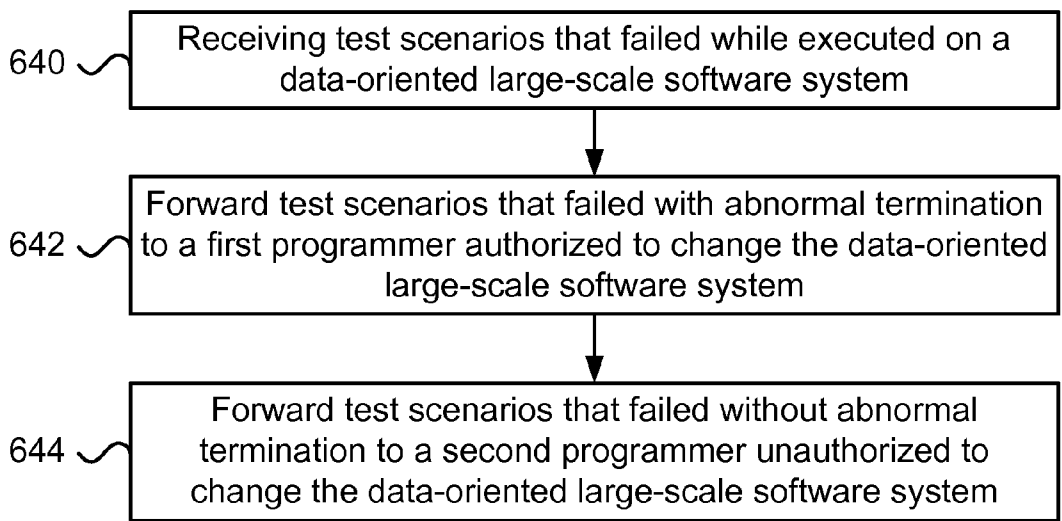 640
Receiving test scenarios that failed while executed on a
data-oriented large-scale software system
642
Forward test scenarios that failed with abnormal termination
to a first programmer authorized to change the data-oriented
large-scale software system
644
Forward test scenarios that failed without abnormal
termination to a second programmer unauthorized to
change the data-oriented large-scale software system